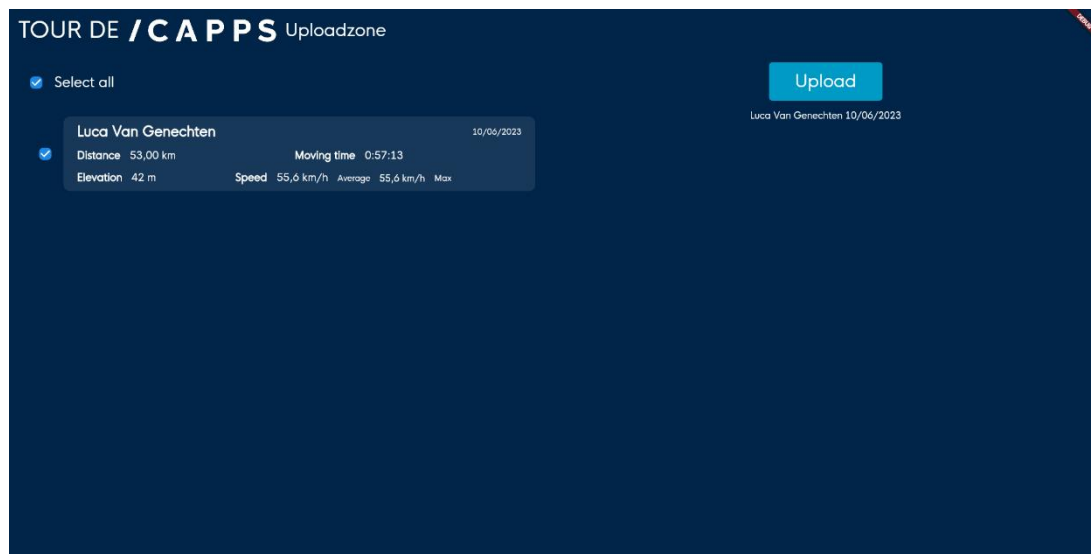 TOUR DE /CAPPS Uploadzone
DEBUG
Select all
Upload
Luca Van Genechten 10/06/2023
Luca Van Genechten 10/06/2023
Distance 53,00 km Moving time 0:57:13
Elevation 42 m Speed 55,6 km/h Average 55,6 km/h Max